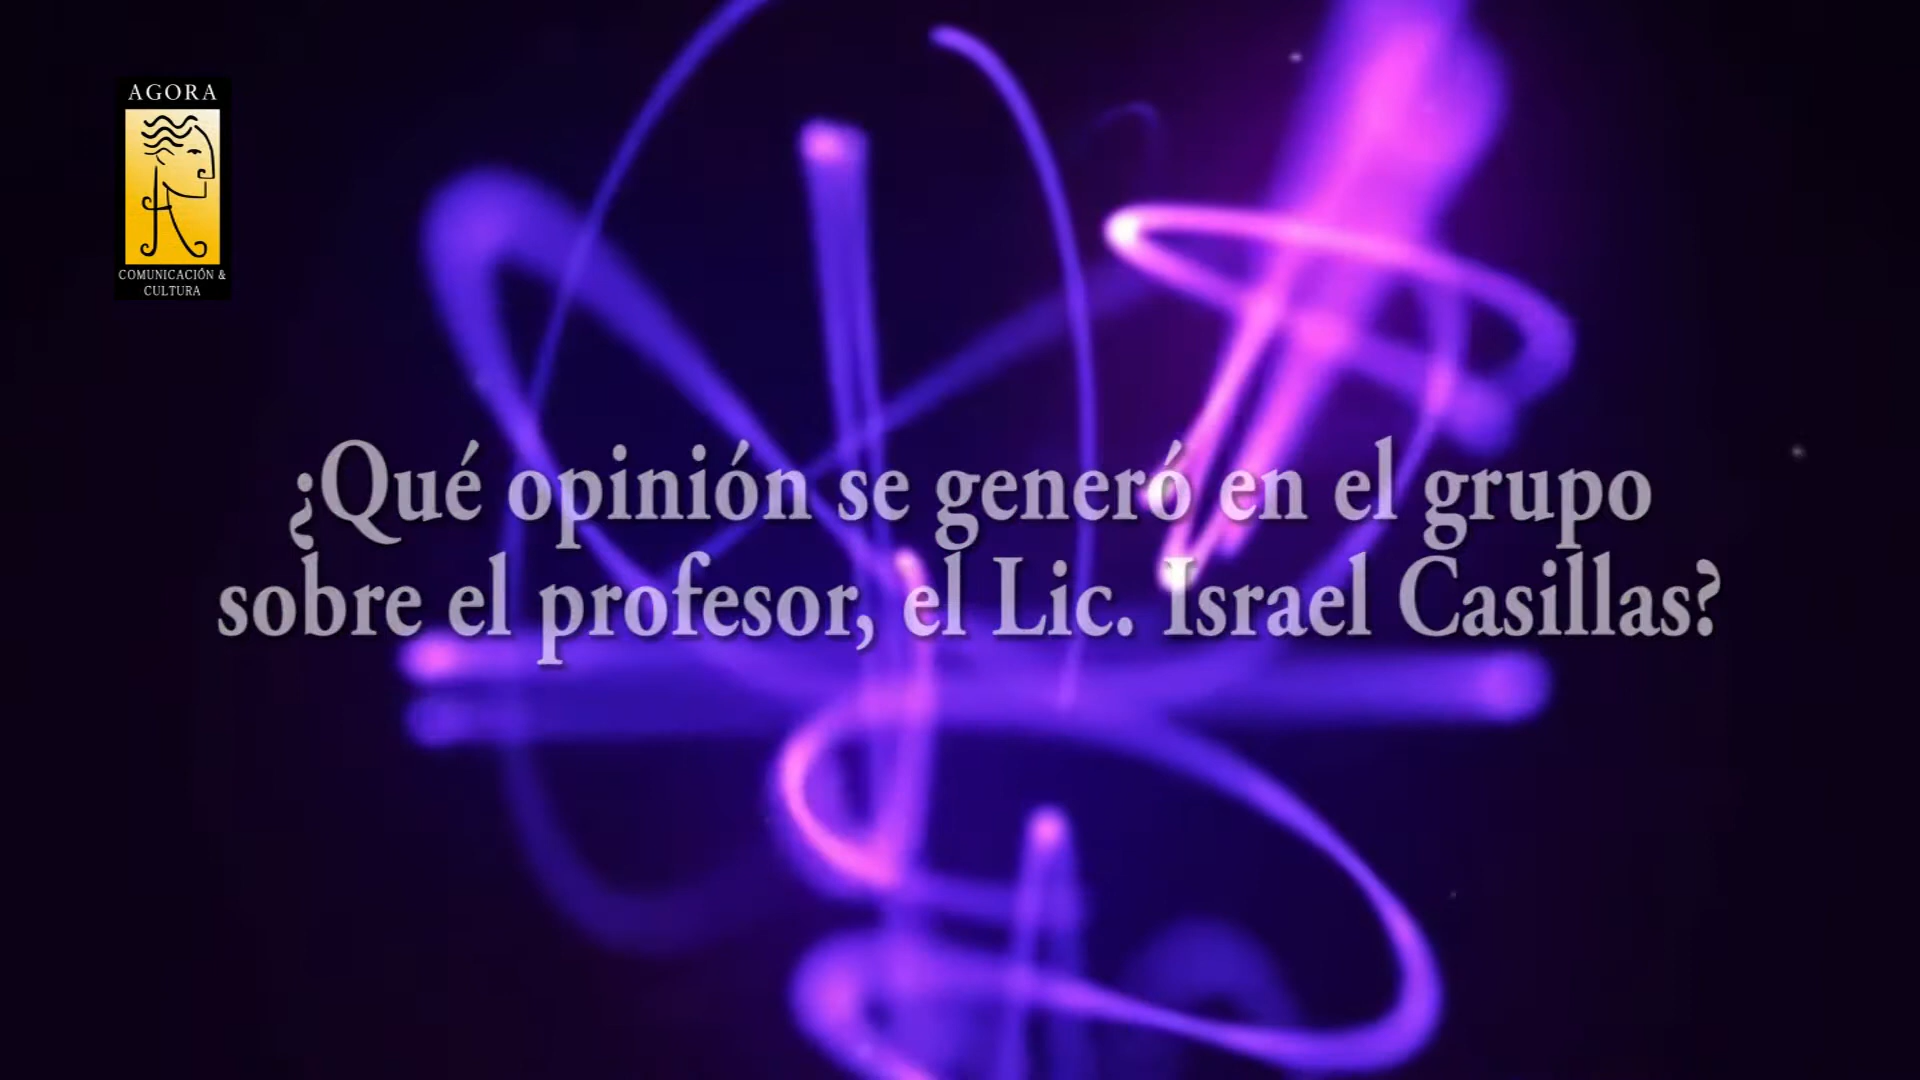 AGORA
COMUNICACIÓN &
CULTURA
¿Qué opinión se generó en el grupo
sobre el profesor, el Lic. Israel Casillas?